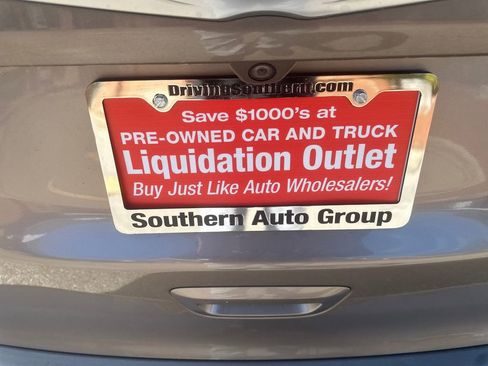 DrivingSouthern.com
Save $1000's at
PRE-OWNED CAR AND TRUCK
Liquidation Outlet
Buy Just Like Auto Wholesalers!
Southern Auto Group